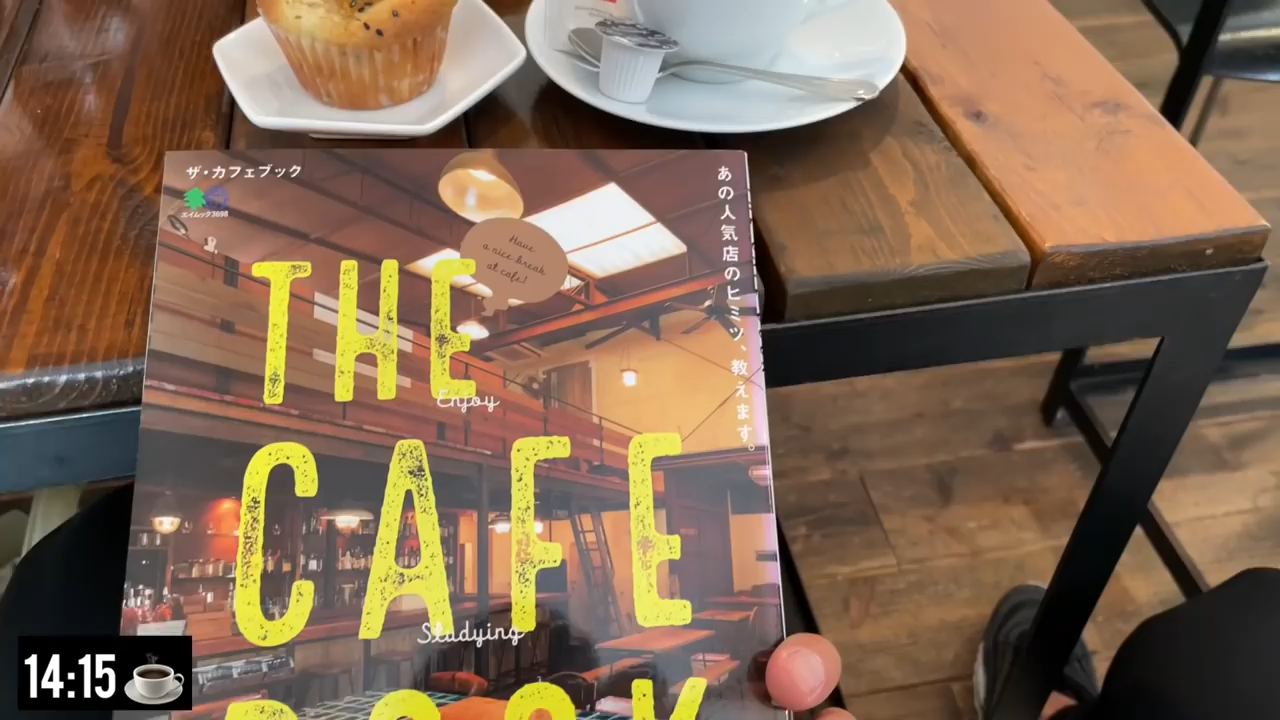 ザ・カフェブック
エイムック3698
あの人気店のヒミツ、教えます。
Have
a nice break
at cafe!
THE
Enjoy
CAFE
Studying
BOOK
14:15